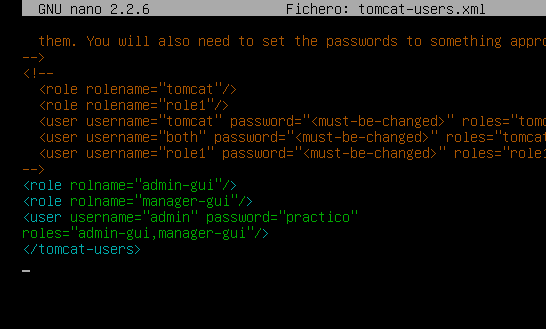 GNU nano 2.2.6 Fichero: tomcat-users.xml
them. You will also need to set the passwords to something appro
-->
<!--
<role rolename="tomcat"/>
<role rolename="role1"/>
<user username="tomcat" password="<must-be-changed>" roles="tomc
<user username="both" password="<must-be-changed>" roles="tomcat
<user username="role1" password="<must-be-changed>" roles="role1
-->
<role rolname="admin-gui"/>
<role rolname="manager-gui"/>
<user username="admin" password="practico"
roles="admin-gui,manager-gui"/>
</tomcat-users>